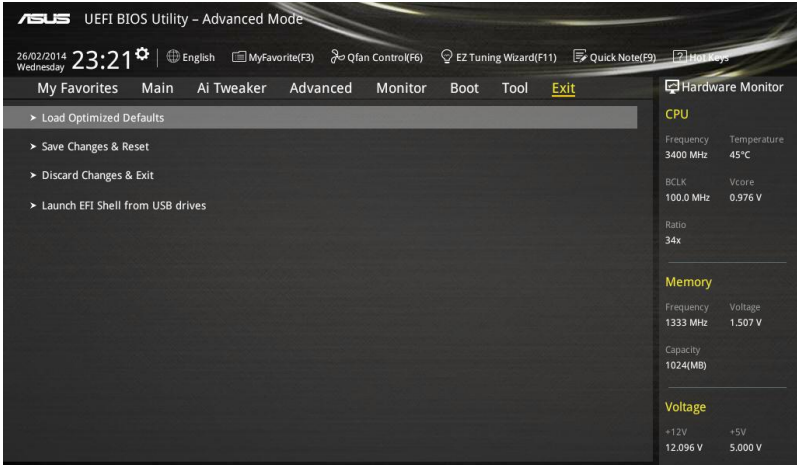 ASUS UEFI BIOS Utility – Advanced Mode
26/02/2014
Wednesday
23:21
English
MyFavorite(F3)
Qfan Control(F6)
EZ Tuning Wizard(F11)
Quick Note(F9)
? Hot Keys
My Favorites
Main
Ai Tweaker
Advanced
Monitor
Boot
Tool
Exit
Hardware Monitor
> Load Optimized Defaults
> Save Changes & Reset
> Discard Changes & Exit
> Launch EFI Shell from USB drives
CPU
Frequency Temperature
3400 MHz 45°C
BCLK Vcore
100.0 MHz 0.976 V
Ratio
34x
Memory
Frequency Voltage
1333 MHz 1.507 V
Capacity
1024(MB)
Voltage
+12V +5V
12.096 V 5.000 V